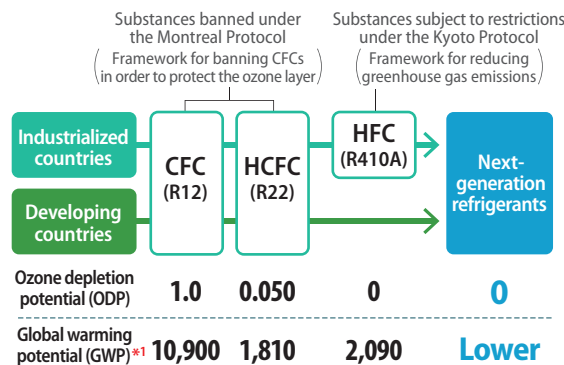 Substances banned under
the Montreal Protocol
(Framework for banning CFCs
in order to protect the ozone layer)
Substances subject to restrictions
under the Kyoto Protocol
(Framework for reducing
greenhouse gas emissions)
Industrialized
countries
Developing
countries
CFC
(R12)
HCFC
(R22)
HFC
(R410A)
Next-
generation
refrigerants
Ozone depletion
potential (ODP)
1.0 0.050 0 0
Global warming
potential (GWP) *1 10,900 1,810 2,090 Lower